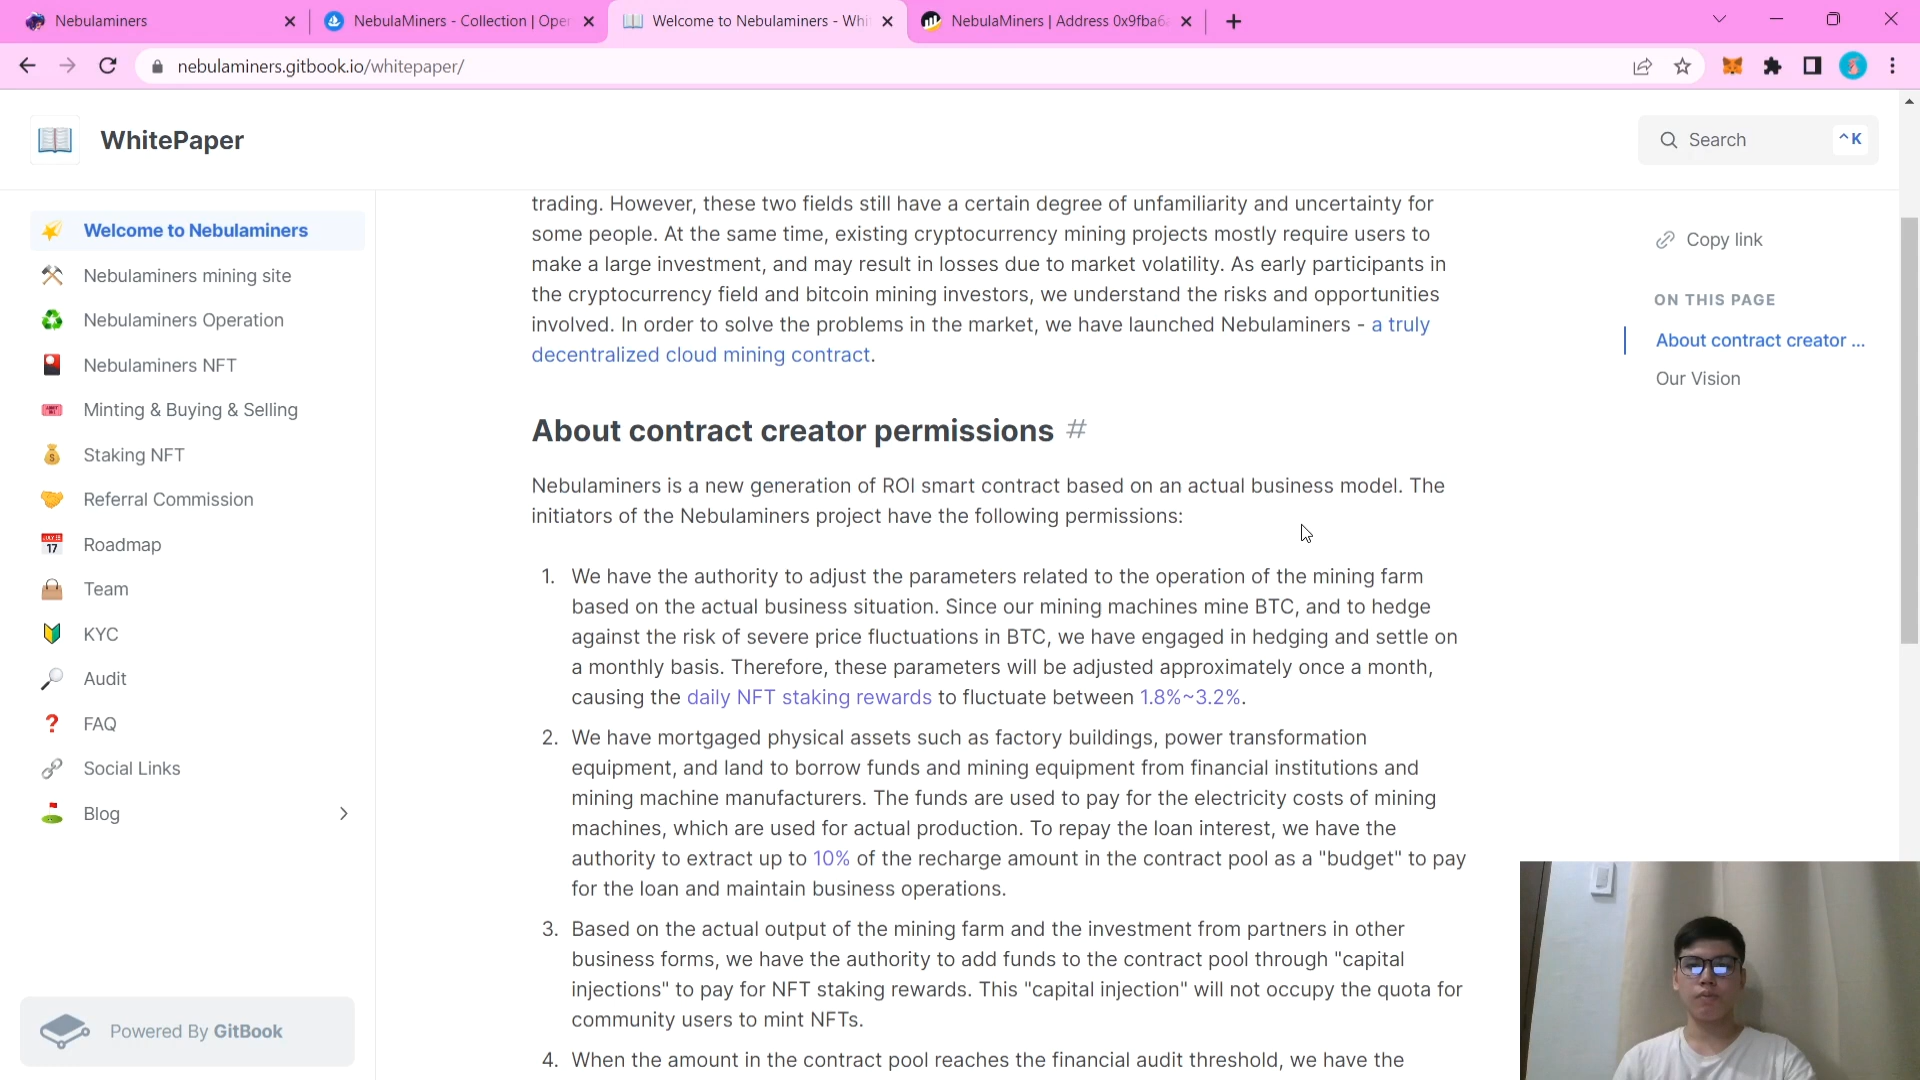 Nebulaminers
NebulaMiners - Collection | Ope
Welcome to Nebulaminers - Whi
NebulaMiners | Address 0x9fba6
nebulaminers.gitbook.io/whitepaper/
WhitePaper
Search
^K
Welcome to Nebulaminers
Nebulaminers mining site
Nebulaminers Operation
Nebulaminers NFT
Minting & Buying & Selling
Staking NFT
Referral Commission
17
Roadmap
Team
KYC
Audit
FAQ
Social Links
Blog
Powered By GitBook
trading. However, these two fields still have a certain degree of unfamiliarity and uncertainty for
some people. At the same time, existing cryptocurrency mining projects mostly require users to
make a large investment, and may result in losses due to market volatility. As early participants in
the cryptocurrency field and bitcoin mining investors, we understand the risks and opportunities
involved. In order to solve the problems in the market, we have launched Nebulaminers - a truly
decentralized cloud mining contract.
About contract creator permissions #
Nebulaminers is a new generation of ROI smart contract based on an actual business model. The
initiators of the Nebulaminers project have the following permissions:
1. We have the authority to adjust the parameters related to the operation of the mining farm
based on the actual business situation. Since our mining machines mine BTC, and to hedge
against the risk of severe price fluctuations in BTC, we have engaged in hedging and settle on
a monthly basis. Therefore, these parameters will be adjusted approximately once a month,
causing the daily NFT staking rewards to fluctuate between 1.8%~3.2%.
2. We have mortgaged physical assets such as factory buildings, power transformation
equipment, and land to borrow funds and mining equipment from financial institutions and
mining machine manufacturers. The funds are used to pay for the electricity costs of mining
machines, which are used for actual production. To repay the loan interest, we have the
authority to extract up to 10% of the recharge amount in the contract pool as a "budget" to pay
for the loan and maintain business operations.
3. Based on the actual output of the mining farm and the investment from partners in other
business forms, we have the authority to add funds to the contract pool through "capital
injections" to pay for NFT staking rewards. This "capital injection" will not occupy the quota for
community users to mint NFTs.
4. When the amount in the contract pool reaches the financial audit threshold, we have the
Copy link
ON THIS PAGE
About contract creator ...
Our Vision